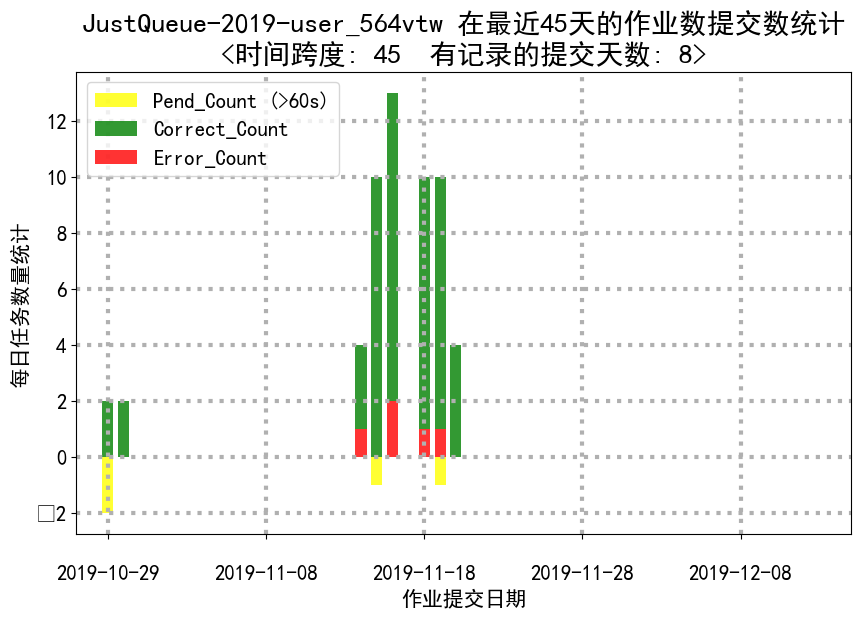 JustQueue-2019-user_564vtw 在最近45天的作业数提交数统计
<时间跨度: 45  有记录的提交天数: 8>
Pend_Count (>60s)
Correct_Count
Error_Count
每日任务数量统计
12
10
8
6
4
2
0
□2
2019-10-29
2019-11-08
2019-11-18
2019-11-28
2019-12-08
作业提交日期